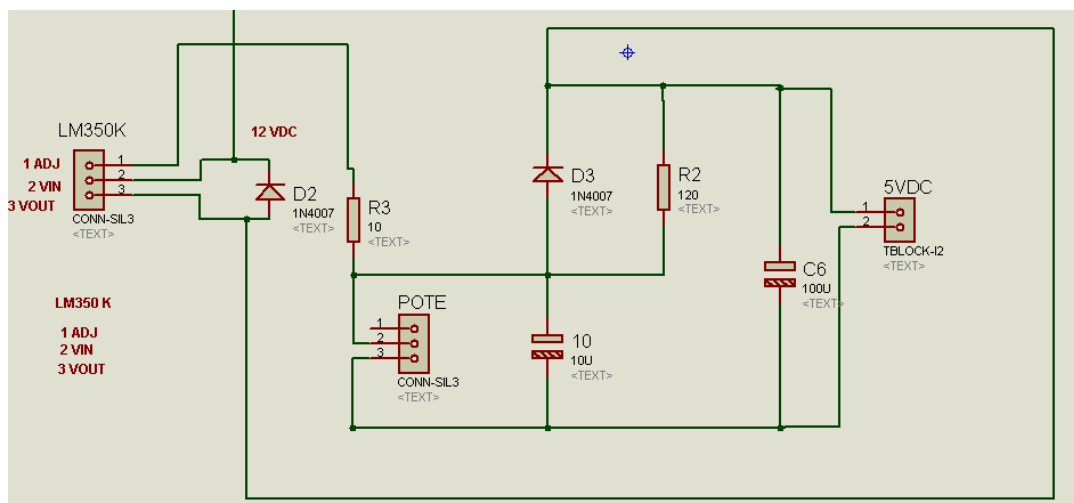 LM350K
1 ADJ
2 VIN
3 VOUT
1
2
3
CONN-SIL3
<TEXT>
12 VDC
D2
1N4007
<TEXT>
R3
10
<TEXT>
D3
1N4007
<TEXT>
R2
120
<TEXT>
5VDC
1
2
TBLOCK-I2
<TEXT>
C6
100U
<TEXT>
LM350 K
1 ADJ
2 VIN
3 VOUT
POTE
1
2
3
CONN-SIL3
<TEXT>
10
10U
<TEXT>